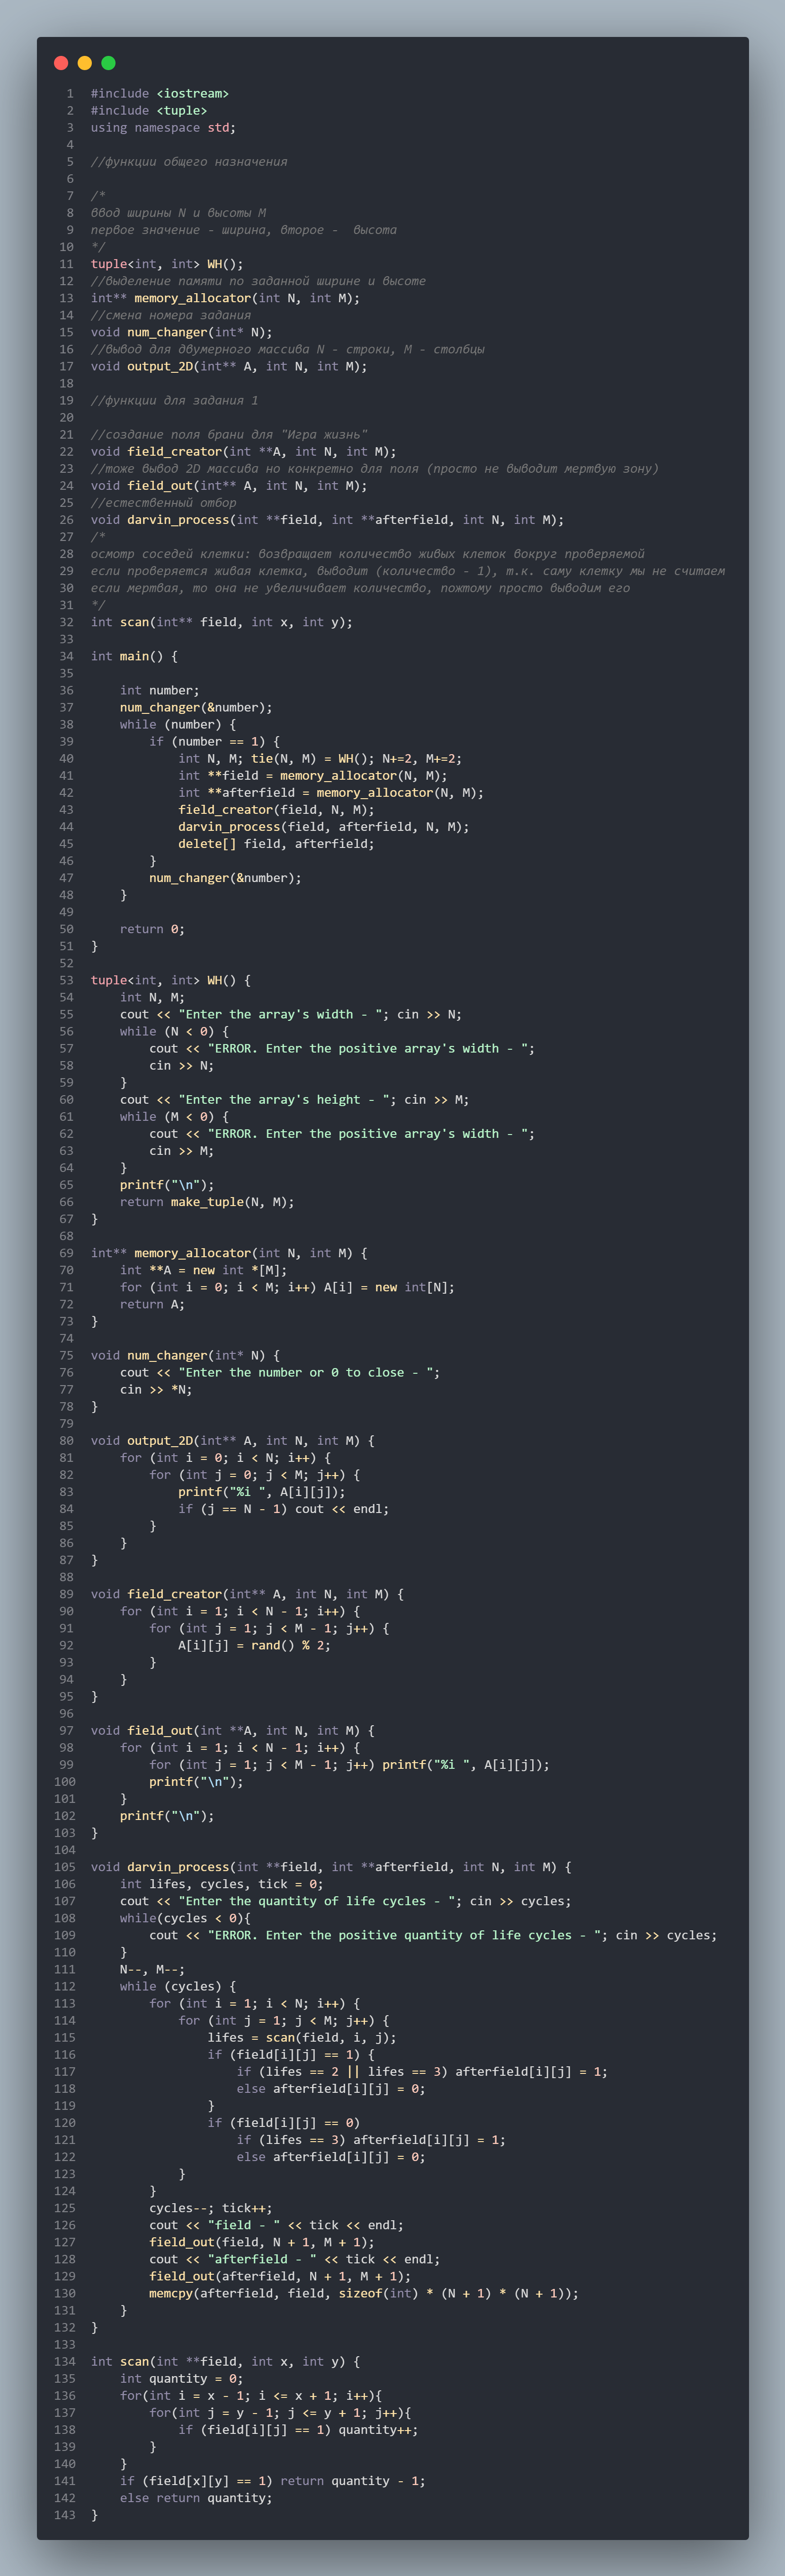 1 #include <iostream>
2 #include <tuple>
3 using namespace std;
4
5 //функции общего назначения
6
7 /*
8 ввод ширины N и высоты M
9 первое значение - ширина, второе -  высота
10 */
11 tuple<int, int> WH();
12 //выделение памяти по заданной ширине и высоте
13 int** memory_allocator(int N, int M);
14 //смена номера задания
15 void num_changer(int* N);
16 //вывод для двумерного массива N - строки, M - столбцы
17 void output_2D(int** A, int N, int M);
18
19 //функции для задания 1
20
21 //создание поля брани для "Игра жизнь"
22 void field_creator(int **A, int N, int M);
23 //тоже вывод 2D массива но конкретно для поля (просто не выводит мертвую зону)
24 void field_out(int** A, int N, int M);
25 //естественный отбор
26 void darvin_process(int **field, int **afterfield, int N, int M);
27 /*
28 осмотр соседей клетки: возвращает количество живых клеток вокруг проверяемой
29 если проверяется живая клетка, выводит (количество - 1), т.к. саму клетку мы не считаем
30 если мертвая, то она не увеличивает количество, пожтому просто выводим его
31 */
32 int scan(int** field, int x, int y);
33
34 int main() {
35
36     int number;
37     num_changer(&number);
38     while (number) {
39         if (number == 1) {
40             int N, M; tie(N, M) = WH(); N+=2, M+=2;
41             int **field = memory_allocator(N, M);
42             int **afterfield = memory_allocator(N, M);
43             field_creator(field, N, M);
44             darvin_process(field, afterfield, N, M);
45             delete[] field, afterfield;
46         }
47         num_changer(&number);
48     }
49
50     return 0;
51 }
52
53 tuple<int, int> WH() {
54     int N, M;
55     cout << "Enter the array's width - "; cin >> N;
56     while (N < 0) {
57         cout << "ERROR. Enter the positive array's width - ";
58         cin >> N;
59     }
60     cout << "Enter the array's height - "; cin >> M;
61     while (M < 0) {
62         cout << "ERROR. Enter the positive array's width - ";
63         cin >> M;
64     }
65     printf("\n");
66     return make_tuple(N, M);
67 }
68
69 int** memory_allocator(int N, int M) {
70     int **A = new int *[M];
71     for (int i = 0; i < M; i++) A[i] = new int[N];
72     return A;
73 }
74
75 void num_changer(int* N) {
76     cout << "Enter the number or 0 to close - ";
77     cin >> *N;
78 }
79
80 void output_2D(int** A, int N, int M) {
81     for (int i = 0; i < N; i++) {
82         for (int j = 0; j < M; j++) {
83             printf("%i ", A[i][j]);
84             if (j == N - 1) cout << endl;
85         }
86     }
87 }
88
89 void field_creator(int** A, int N, int M) {
90     for (int i = 1; i < N - 1; i++) {
91         for (int j = 1; j < M - 1; j++) {
92             A[i][j] = rand() % 2;
93         }
94     }
95 }
96
97 void field_out(int **A, int N, int M) {
98     for (int i = 1; i < N - 1; i++) {
99         for (int j = 1; j < M - 1; j++) printf("%i ", A[i][j]);
100         printf("\n");
101     }
102     printf("\n");
103 }
104
105 void darvin_process(int **field, int **afterfield, int N, int M) {
106     int lifes, cycles, tick = 0;
107     cout << "Enter the quantity of life cycles - "; cin >> cycles;
108     while(cycles < 0){
109         cout << "ERROR. Enter the positive quantity of life cycles - "; cin >> cycles;
110     }
111     N--, M--;
112     while (cycles) {
113         for (int i = 1; i < N; i++) {
114             for (int j = 1; j < M; j++) {
115                 lifes = scan(field, i, j);
116                 if (field[i][j] == 1) {
117                     if (lifes == 2 || lifes == 3) afterfield[i][j] = 1;
118                     else afterfield[i][j] = 0;
119                 }
120                 if (field[i][j] == 0)
121                     if (lifes == 3) afterfield[i][j] = 1;
122                     else afterfield[i][j] = 0;
123             }
124         }
125         cycles--; tick++;
126         cout << "field - " << tick << endl;
127         field_out(field, N + 1, M + 1);
128         cout << "afterfield - " << tick << endl;
129         field_out(afterfield, N + 1, M + 1);
130         memcpy(afterfield, field, sizeof(int) * (N + 1) * (N + 1));
131     }
132 }
133
134 int scan(int **field, int x, int y) {
135     int quantity = 0;
136     for(int i = x - 1; i <= x + 1; i++){
137         for(int j = y - 1; j <= y + 1; j++){
138             if (field[i][j] == 1) quantity++;
139         }
140     }
141     if (field[x][y] == 1) return quantity - 1;
142     else return quantity;
143 }